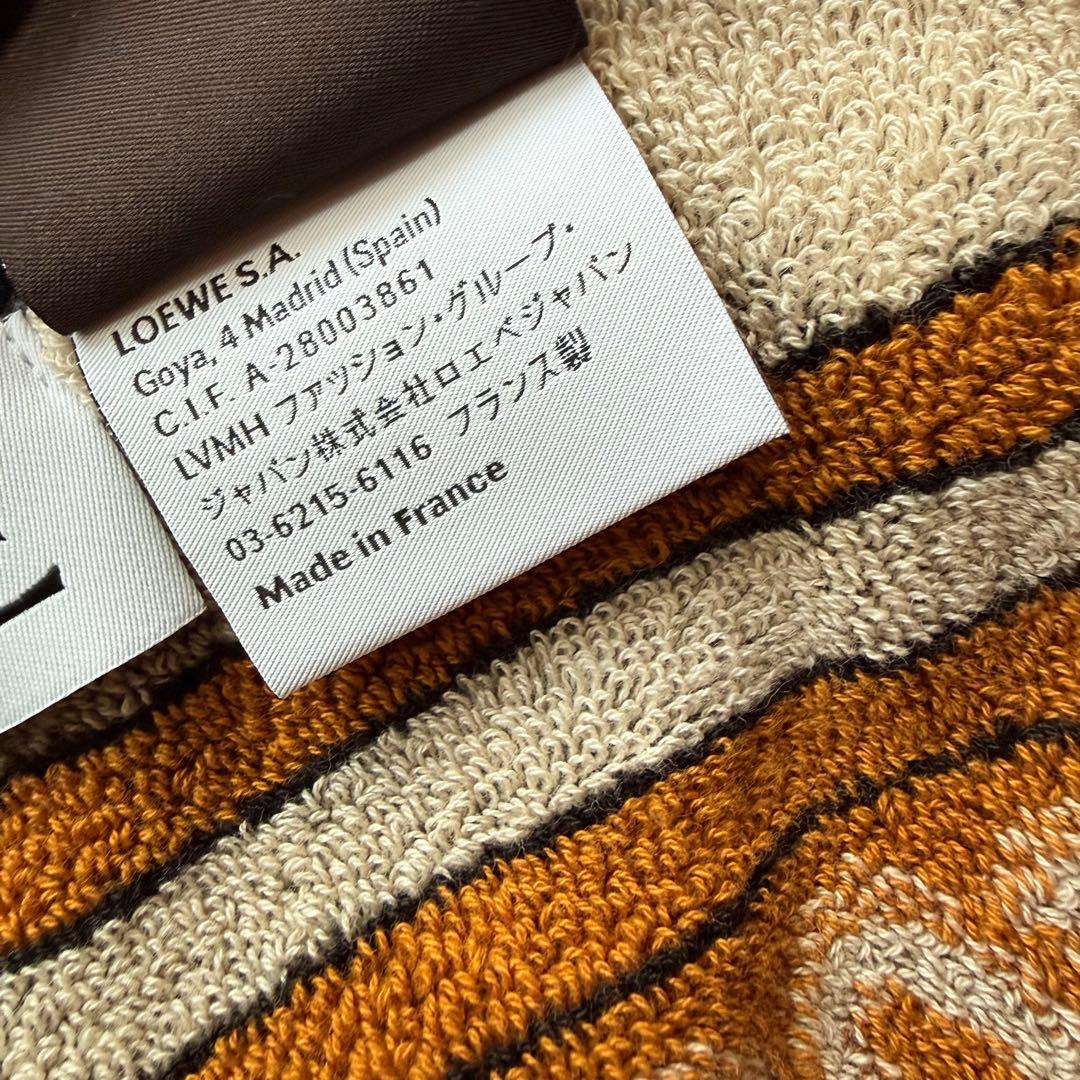 LOEWE S.A.
Goya, 4 Madrid (Spain)
C.I.F. A-28003861
LVMH ファッション・グループ・
ジャパン株式会社ロエベジャパン
03-6215-6116 フランス製
Made in France